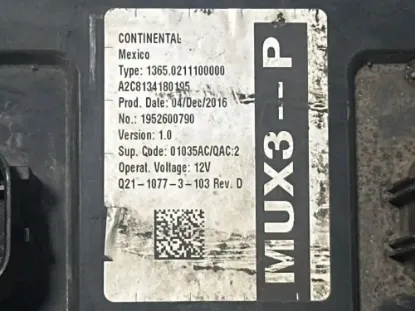 CONTINENTAL
Mexico
Type: 1365.0211100000
A2C8134180195
Prod. Date: 04/Dec/2016
No.: 1952600790
Version: 1.0
Sup. Code: 01035AC/QAC:2
Operal. Voltage: 12V
Q21-1077-3-103 Rev. D
MUX3--P